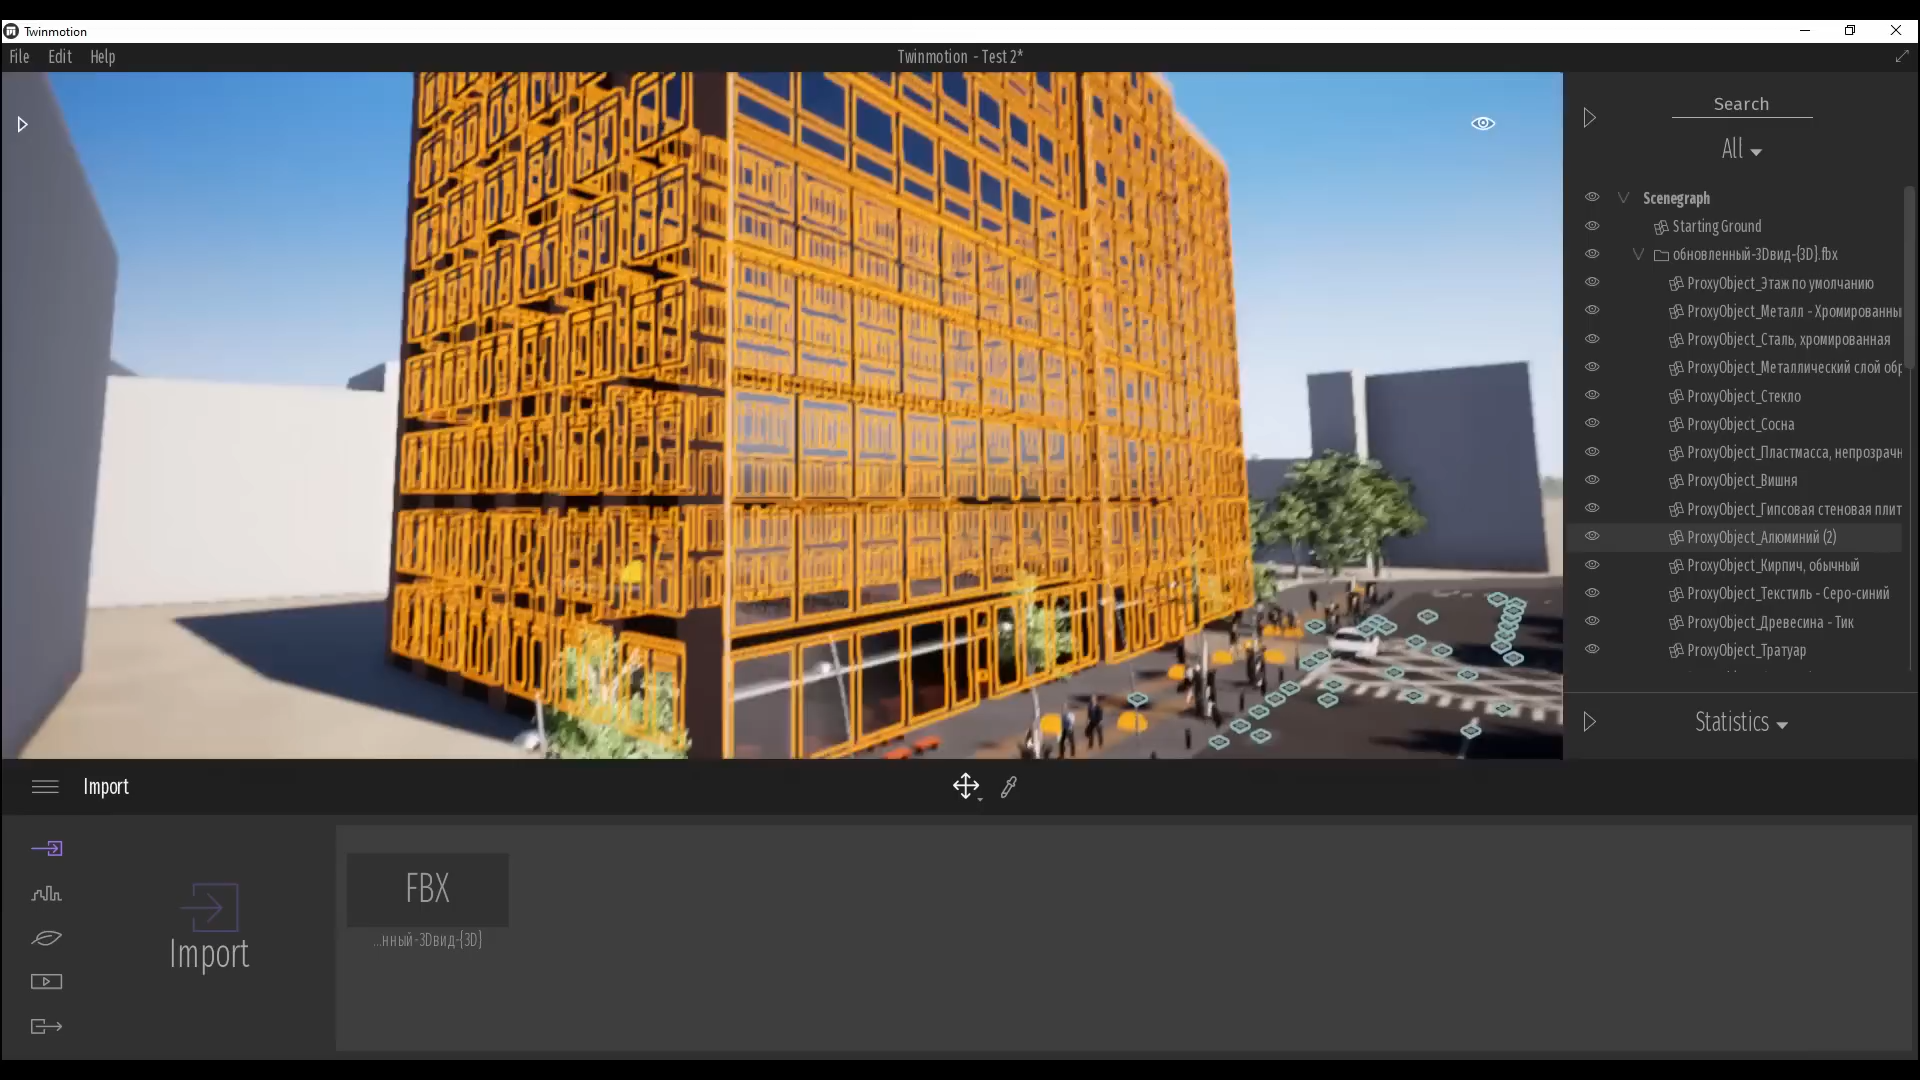 Twinmotion
File Edit Help
Twinmotion - Test 2*
Search
All
Scenegraph
Starting Ground
обновленный-3Dвид-{3D}.fbx
ProxyObject_Этаж по умолчанию
ProxyObject_Металл - Хромированны
ProxyObject_Сталь, хромированная
ProxyObject_Металлический слой обр
ProxyObject_Стекло
ProxyObject_Сосна
ProxyObject_Пластмасса, непрозрачн
ProxyObject_Вишня
ProxyObject_Гипсовая стеновая плит
ProxyObject_Алюминий (2)
ProxyObject_Кирпич, обычный
ProxyObject_Текстиль - Серо-синий
ProxyObject_Древесина - Тик
ProxyObject_Тратуар
Statistics
Import
Import
FBX
...нный-3Dвид-{3D}